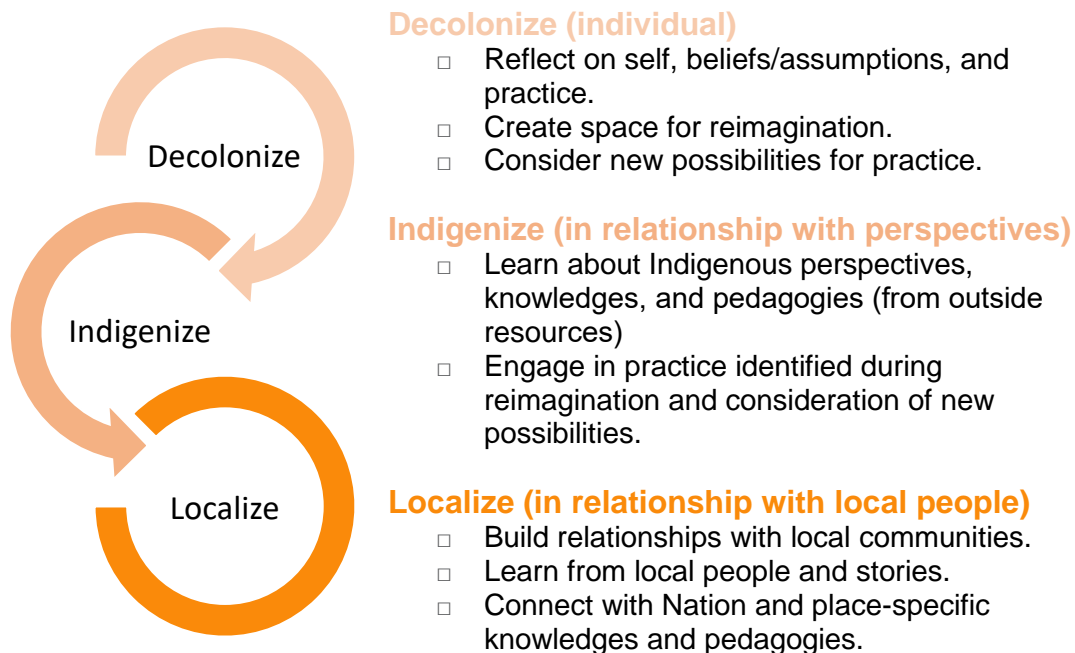 Decolonize
Indigenize
Localize
Decolonize (individual)
□ Reflect on self, beliefs/assumptions, and
practice.
□ Create space for reimagination.
□ Consider new possibilities for practice.
Indigenize (in relationship with perspectives)
□ Learn about Indigenous perspectives,
knowledges, and pedagogies (from outside
resources)
□ Engage in practice identified during
reimagination and consideration of new
possibilities.
Localize (in relationship with local people)
□ Build relationships with local communities.
□ Learn from local people and stories.
□ Connect with Nation and place-specific
knowledges and pedagogies.